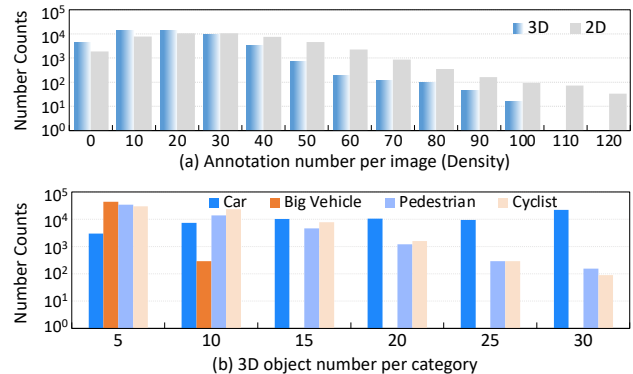 Number Counts
10^5
10^4
10^3
10^2
10^1
10^0
3D 2D
0 10 20 30 40 50 60 70 80 90 100 110 120
(a) Annotation number per image (Density)
Number Counts
10^5
10^4
10^3
10^2
10^1
10^0
Car Big Vehicle Pedestrian Cyclist
5 10 15 20 25 30
(b) 3D object number per category